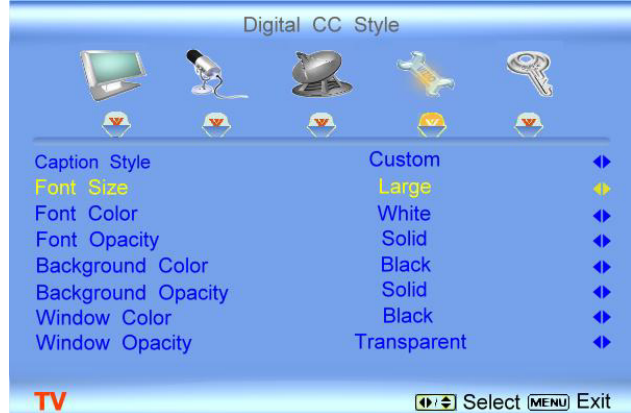 Digital CC Style
Caption Style Custom
Font Size Large
Font Color White
Font Opacity Solid
Background Color Black
Background Opacity Solid
Window Color Black
Window Opacity Transparent
TV Select MENU Exit